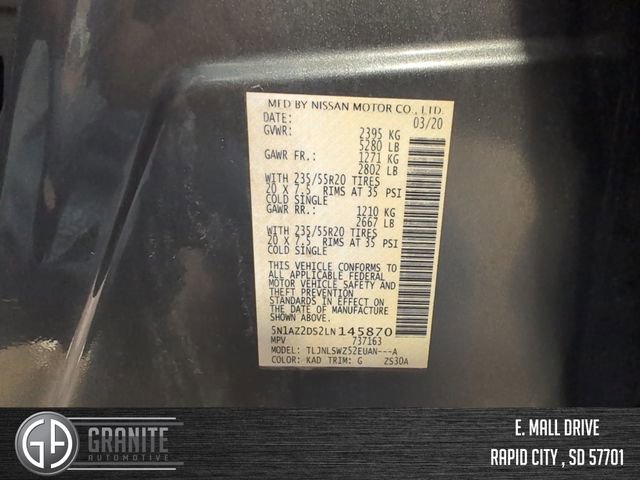 MFD BY NISSAN MOTOR CO., LTD.
DATE: 03/20
GVWR: 2395 KG
5280 LB
GAWR FR.: 1271 KG
2802 LB
WITH 235/55R20 TIRES
20 X 7.5 RIMS AT 35 PSI
COLD SINGLE
GAWR RR.: 1210 KG
2667 LB
WITH 235/55R20 TIRES
20 X 7.5 RIMS AT 35 PSI
COLD SINGLE
THIS VEHICLE CONFORMS TO
ALL APPLICABLE FEDERAL
MOTOR VEHICLE SAFETY AND
THEFT PREVENTION
STANDARDS IN EFFECT ON
DATE OF MANUFACTURE
SHOWN ABOVE.
5N1AZ2DS2LN145870
MPV 737163
MODEL: TLJNLSWZ52EUAN---A
COLOR: KAD TRIM: G 2S30A
GA GRANITE
AUTOMOTIVE
E. MALL DRIVE
RAPID CITY , SD 57701